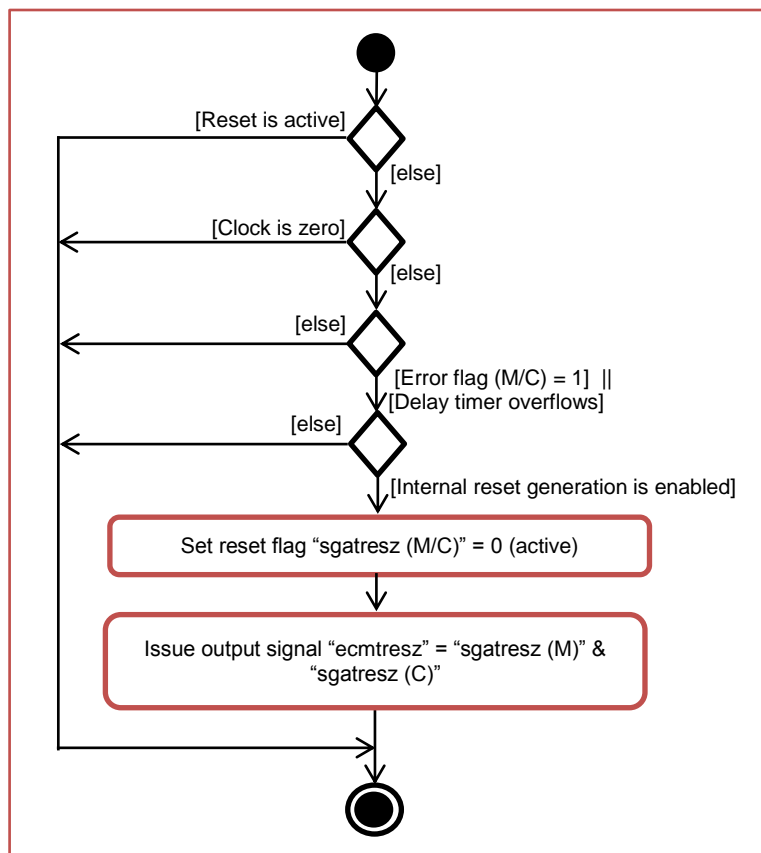 [Reset is active]
[else]
[Clock is zero]
[else]
[else]
[Error flag (M/C) = 1] ||
[Delay timer overflows]
[else]
[Internal reset generation is enabled]
Set reset flag “sgatresz (M/C)” = 0 (active)
Issue output signal “ecmtresz” = “sgatresz (M)” &
“sgatresz (C)”